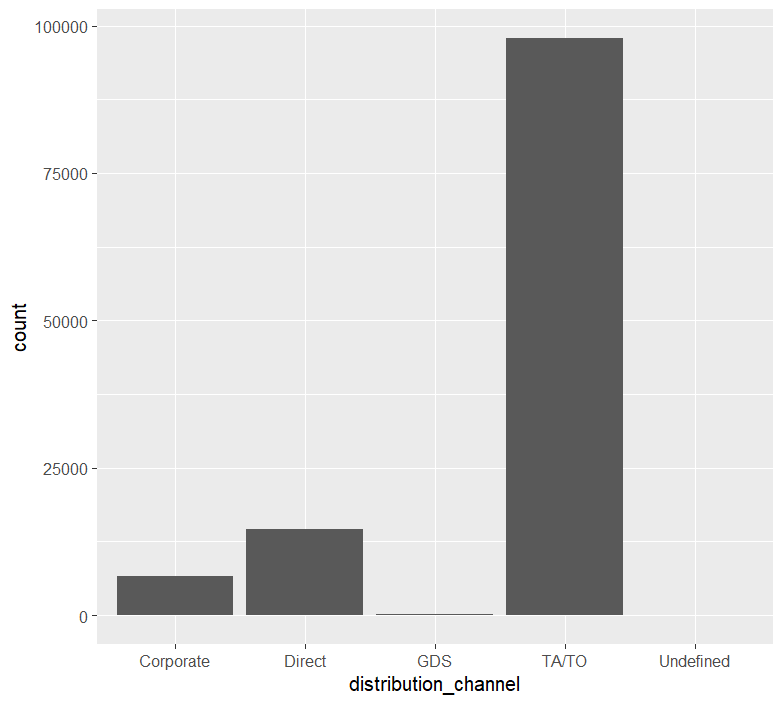 100000
75000
50000
25000
0
count
Corporate Direct GDS TA/TO Undefined
distribution_channel